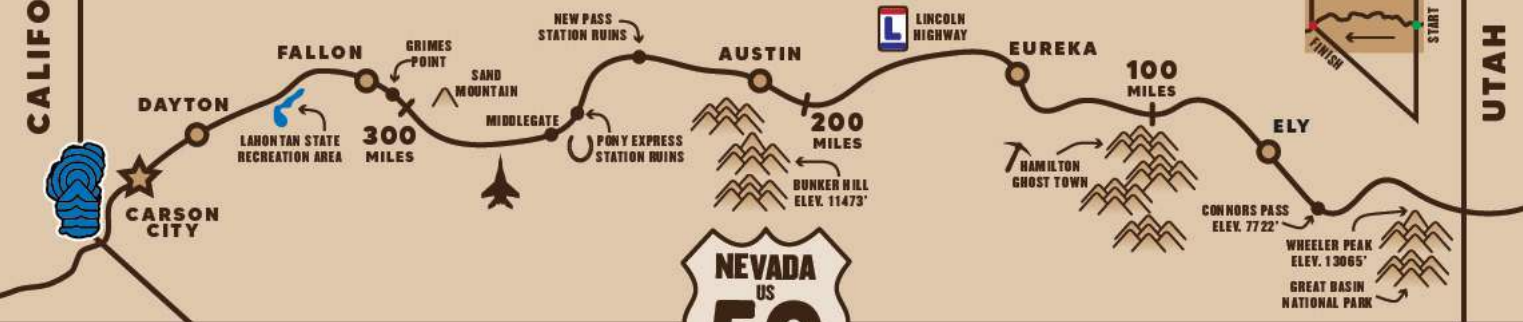 CALIFO
DAYTON
FALLON
GRIMES
POINT
SAND
MOUNTAIN
LAHONTAN STATE
RECREATION AREA
300
MILES
CARSON
CITY
NEW PASS
STATION RUINS
MIDDLEGATE
PONY EXPRESS
STATION RUINS
AUSTIN
200
MILES
BUNKER HILL
ELEV. 11473'
L
LINCOLN
HIGHWAY
EUREKA
100
MILES
HAMILTON
GHOST TOWN
ELY
CONNORS PASS
ELEV. 7722'
WHEELER PEAK
ELEV. 13065'
GREAT BASIN
NATIONAL PARK
START
FINISH
UTAH
NEVADA
US
50